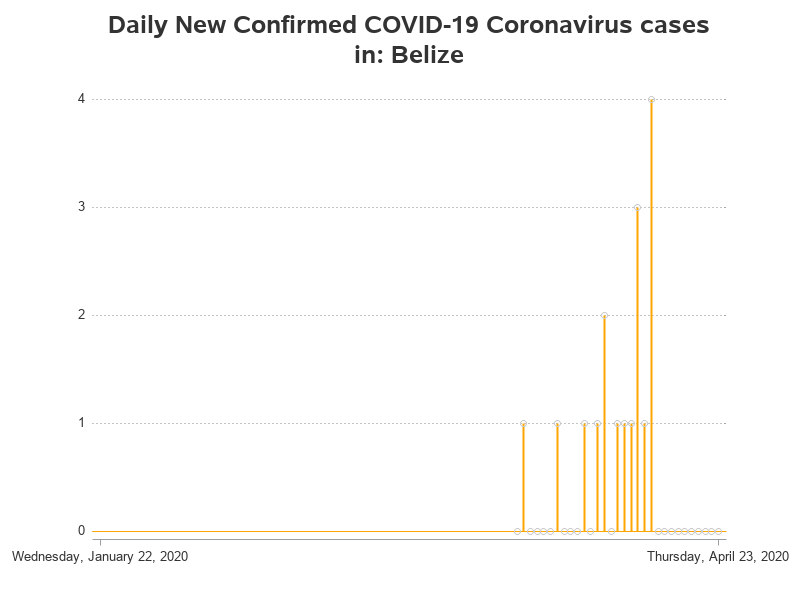 Daily New Confirmed COVID-19 Coronavirus cases
in: Belize
4
3
2
1
0
Wednesday, January 22, 2020
Thursday, April 23, 2020